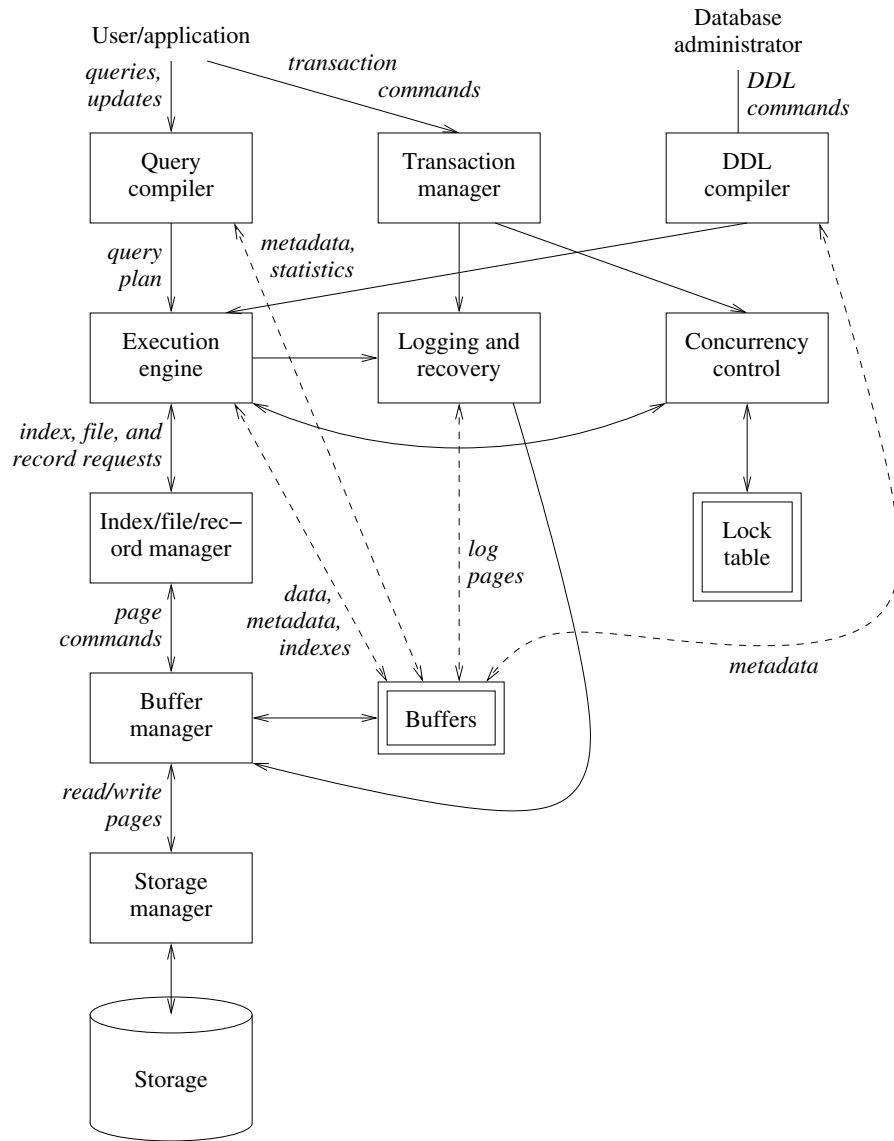 User/application
Database
administrator
queries,
updates
transaction
commands
DDL
commands
Query
compiler
Transaction
manager
DDL
compiler
query
plan
metadata,
statistics
Execution
engine
Logging and
recovery
Concurrency
control
index, file, and
record requests
Index/file/rec−
ord manager
Lock
table
data,
metadata,
indexes
log
pages
page
commands
metadata
Buffer
manager
Buffers
read/write
pages
Storage
manager
Storage